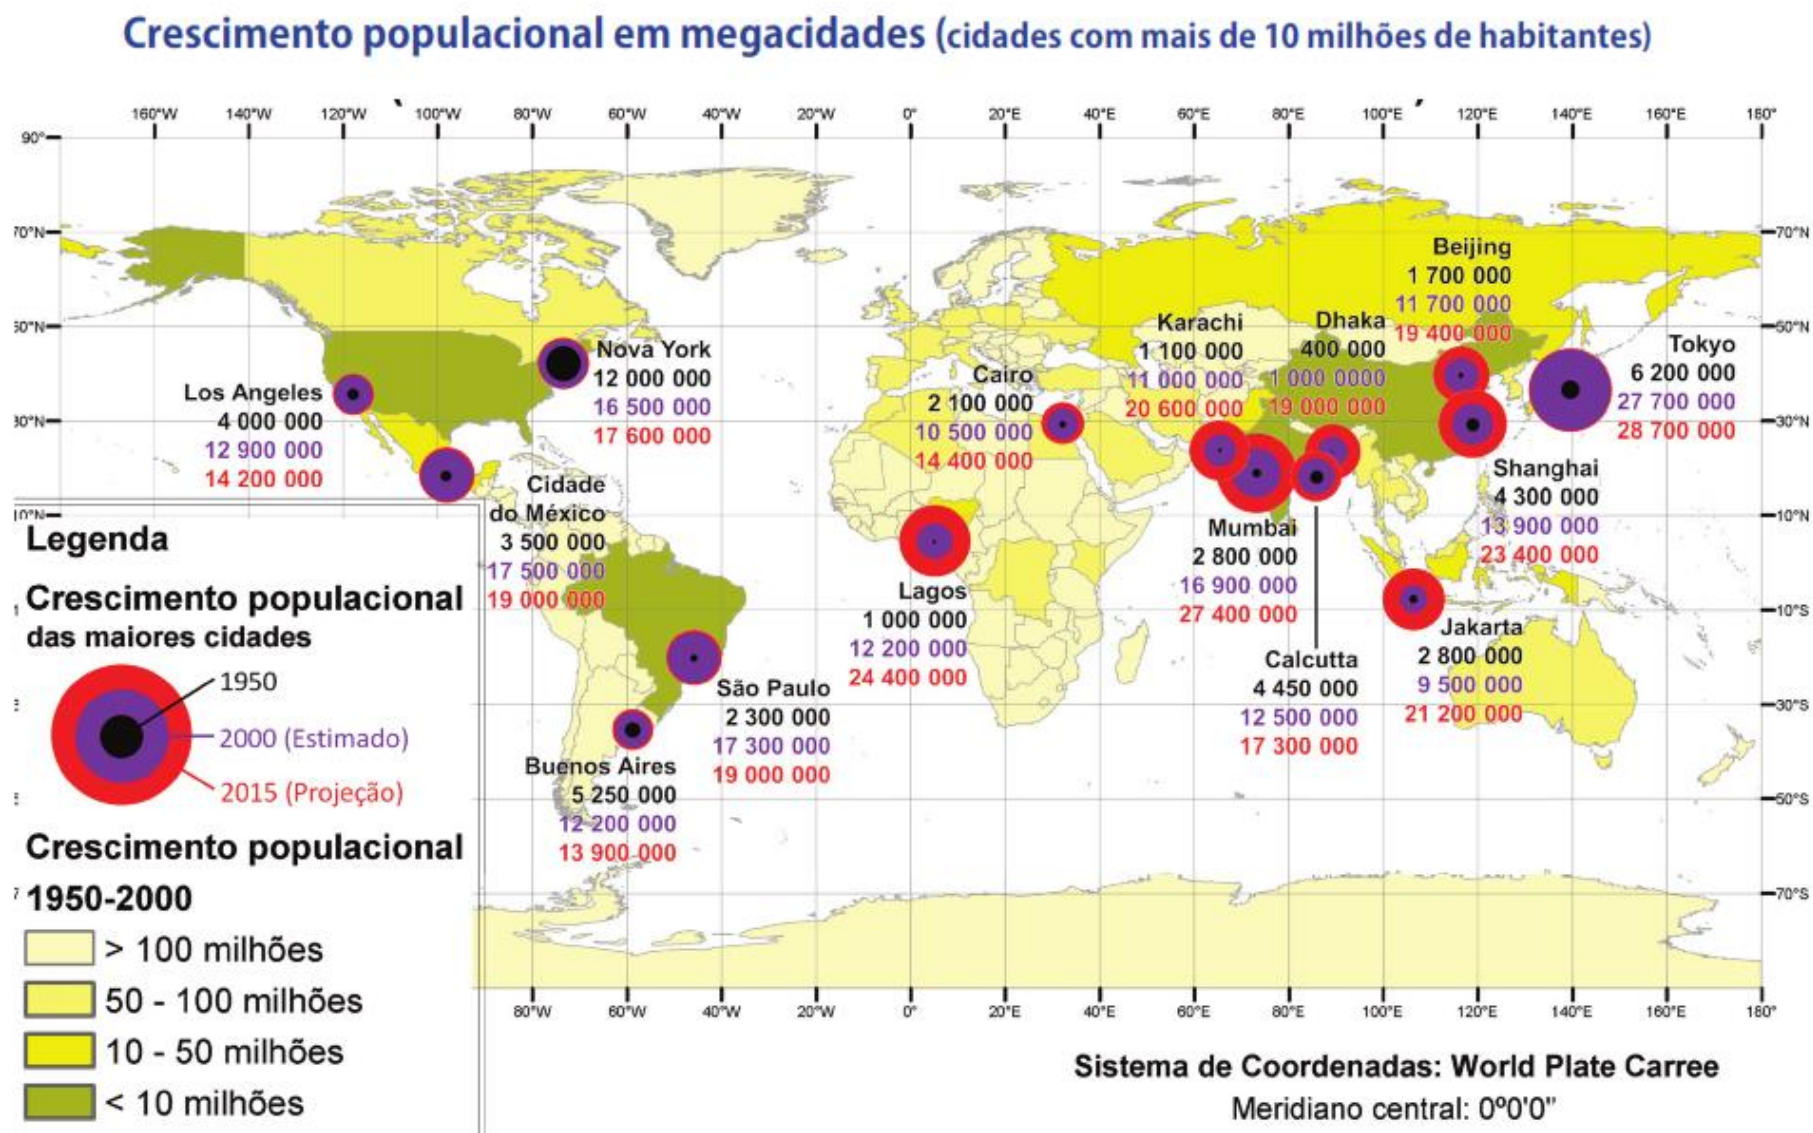 Crescimento populacional em megacidades (cidades com mais de 10 milhões de habitantes)
160°W 140°W 120°W 100°W 80°W 60°W 40°W 20°W 0° 20°E 40°E 60°E 80°E 100°E 120°E 140°E 160°E 180°
90°
70°N 70°N
50°N 50°N
30°N 30°N
10°N 10°N
10°S
30°S
50°S
70°S
Los Angeles
4 000 000
12 900 000
14 200 000
Nova York
12 000 000
16 500 000
17 600 000
Cidade
do México
3 500 000
17 500 000
19 000 000
São Paulo
2 300 000
17 300 000
19 000 000
Buenos Aires
5 250 000
12 200 000
13 900 000
Cairo
2 100 000
10 500 000
14 400 000
Lagos
1 000 000
12 200 000
24 400 000
Karachi
1 100 000
11 000 000
20 600 000
Dhaka
400 000
1 000 0000
19 000 000
Beijing
1 700 000
11 700 000
19 400 000
Tokyo
6 200 000
27 700 000
28 700 000
Shanghai
4 300 000
13 900 000
23 400 000
Mumbai
2 800 000
16 900 000
27 400 000
Calcutta
4 450 000
12 500 000
17 300 000
Jakarta
2 800 000
9 500 000
21 200 000
Legenda
Crescimento populacional
das maiores cidades
1950
2000 (Estimado)
2015 (Projeção)
Crescimento populacional
1950-2000
> 100 milhões
50 - 100 milhões
10 - 50 milhões
< 10 milhões
80°W 60°W 40°W 20°W 0° 20°E 40°E 60°E 80°E 100°E 120°E 140°E 160°E 180°
Sistema de Coordenadas: World Plate Carree
Meridiano central: 0º0'0"